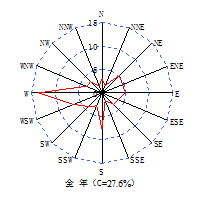 N
15
NNW
NNE
NW
NE
10
WNW
ENE
5
W
E
WSW
ESE
SW
SE
SSW
SSE
S
全 年 (C=27.6%)